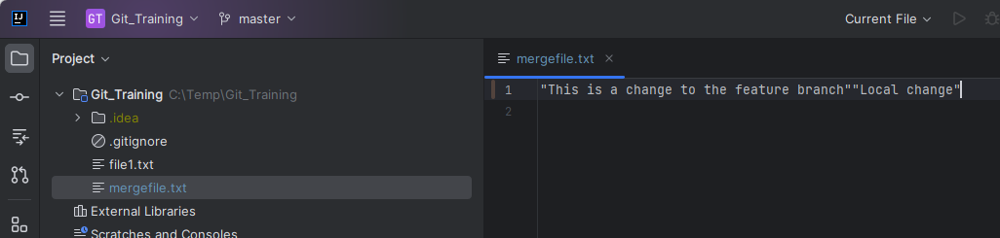 IJ
GT Git_Training master Current File
Project
mergefile.txt
Git_Training C:\Temp\Git_Training
1 "This is a change to the feature branch""Local change"
2
.idea
.gitignore
file1.txt
mergefile.txt
External Libraries
Scratches and Consoles